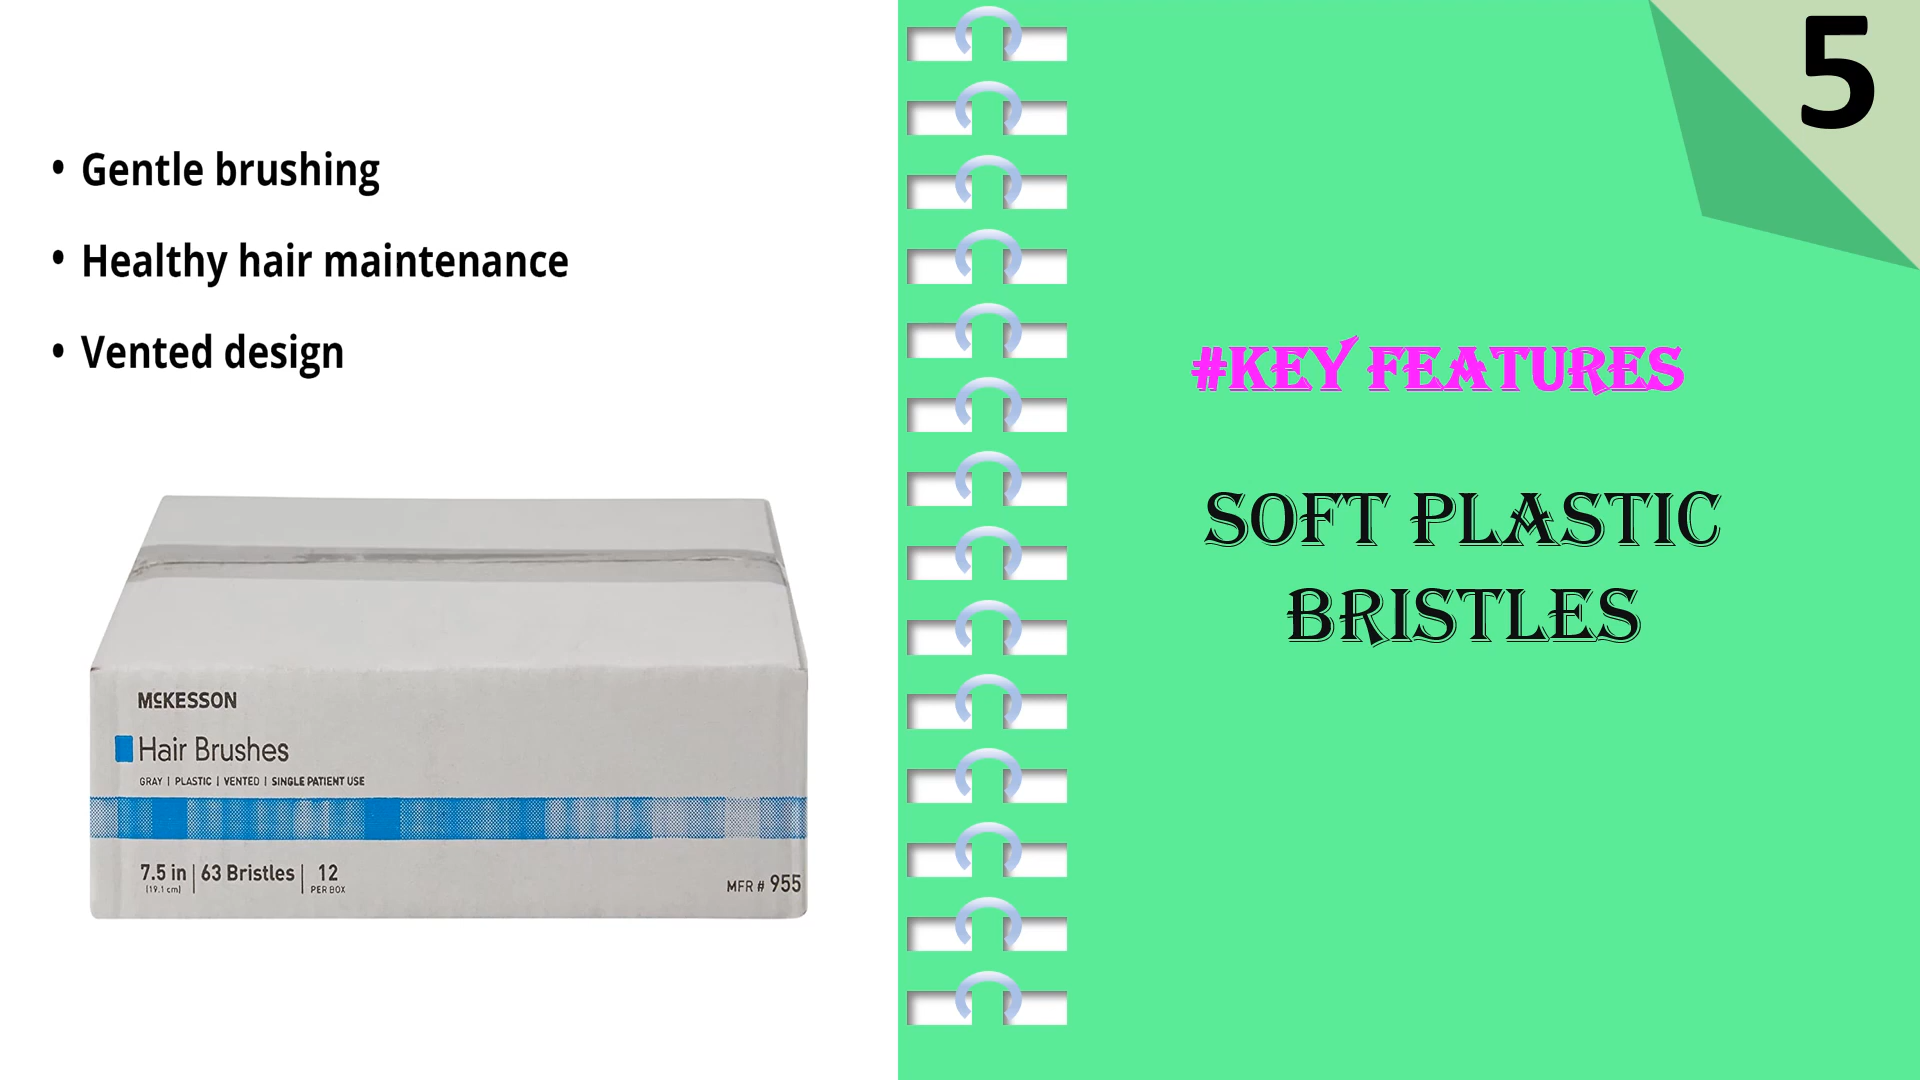 • Gentle brushing
• Healthy hair maintenance
• Vented design
McKESSON
Hair Brushes
GRAY | PLASTIC | VENTED | SINGLE PATIENT USE
7.5 in | 63 Bristles | 12
(19.1 cm) PER BOX
MFR # 955
5
#KEY FEATURES
SOFT PLASTIC
BRISTLES